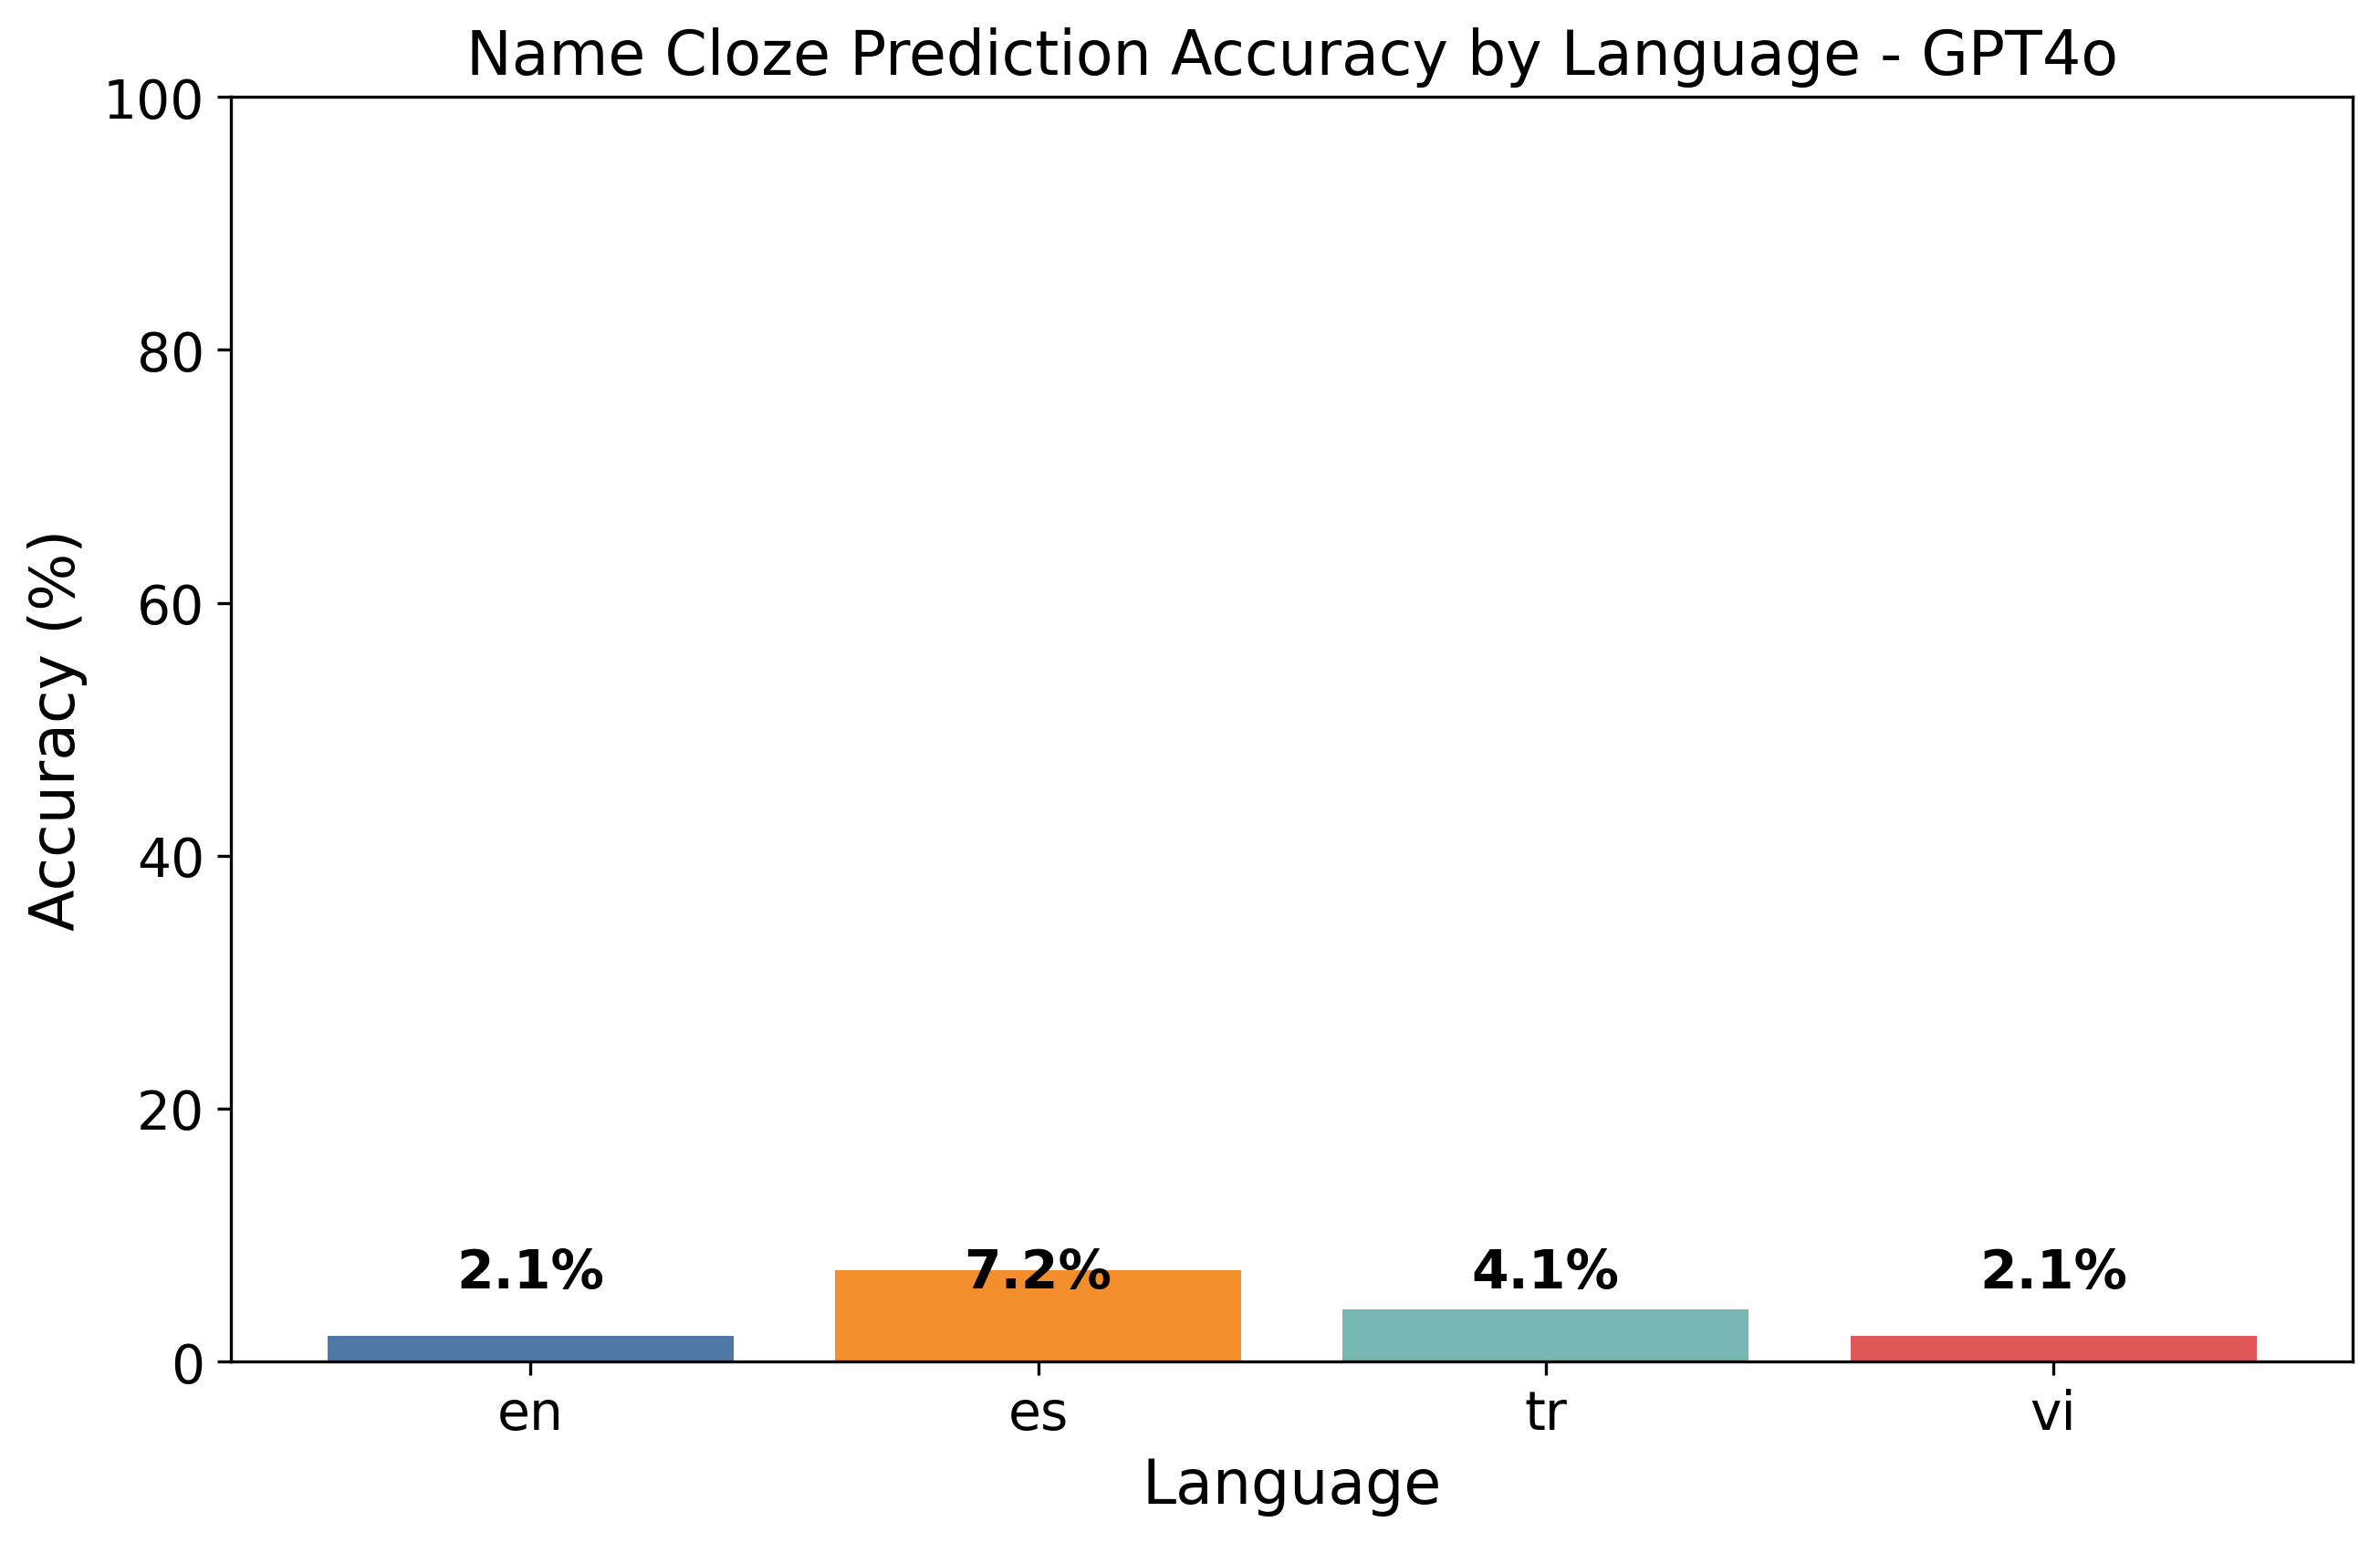 Name Cloze Prediction Accuracy by Language - GPT4o
100
80
60
40
20
0
Accuracy (%)
2.1%
7.2%
4.1%
2.1%
en
es
tr
vi
Language